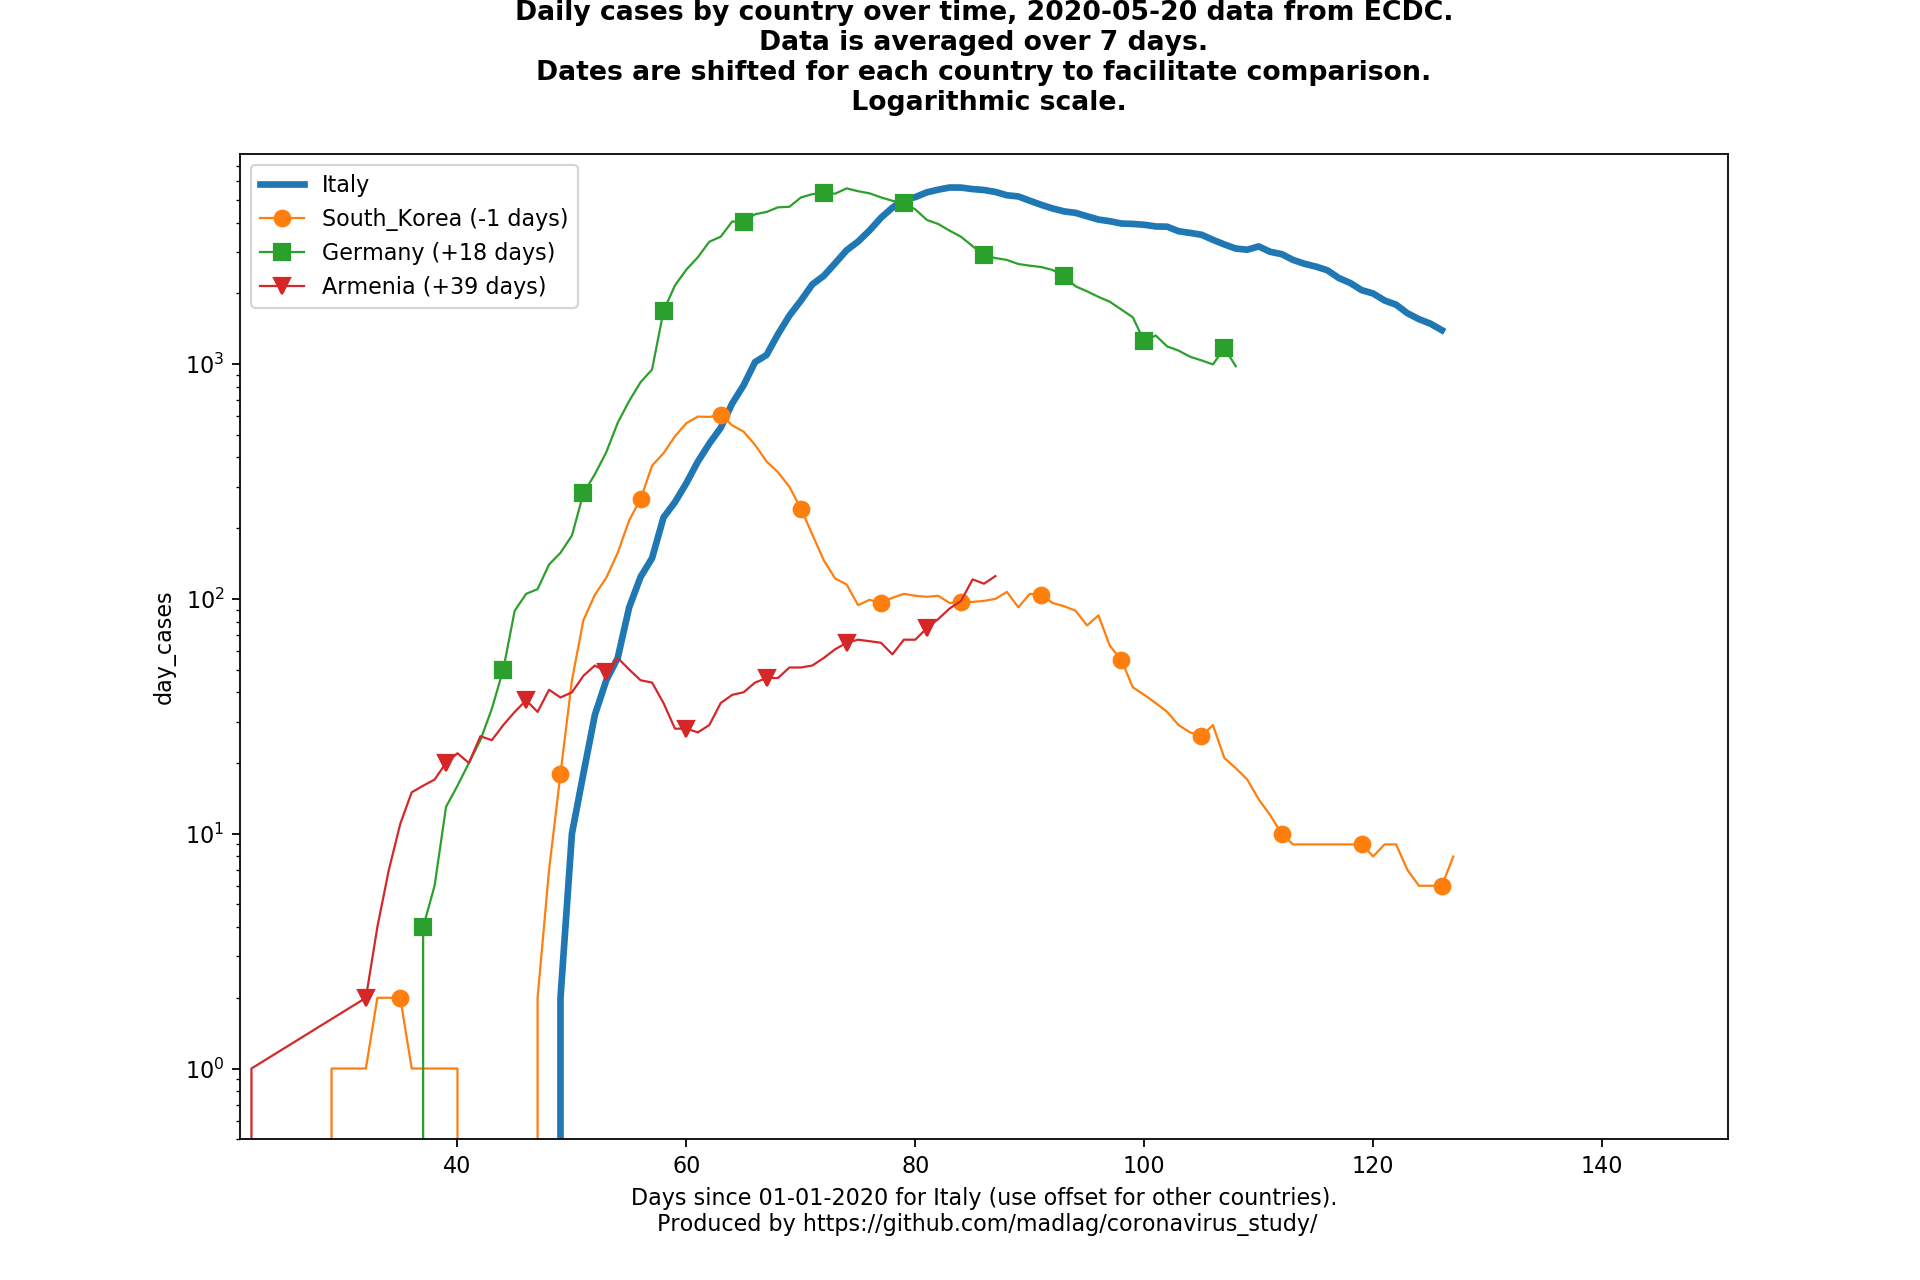 Daily cases by country over time, 2020-05-20 data from ECDC.
Data is averaged over 7 days.
Dates are shifted for each country to facilitate comparison.
Logarithmic scale.
Italy
South_Korea (-1 days)
Germany (+18 days)
Armenia (+39 days)
day_cases
10³
10²
10¹
10⁰
40
60
80
100
120
140
Days since 01-01-2020 for Italy (use offset for other countries).
Produced by https://github.com/madlag/coronavirus_study/